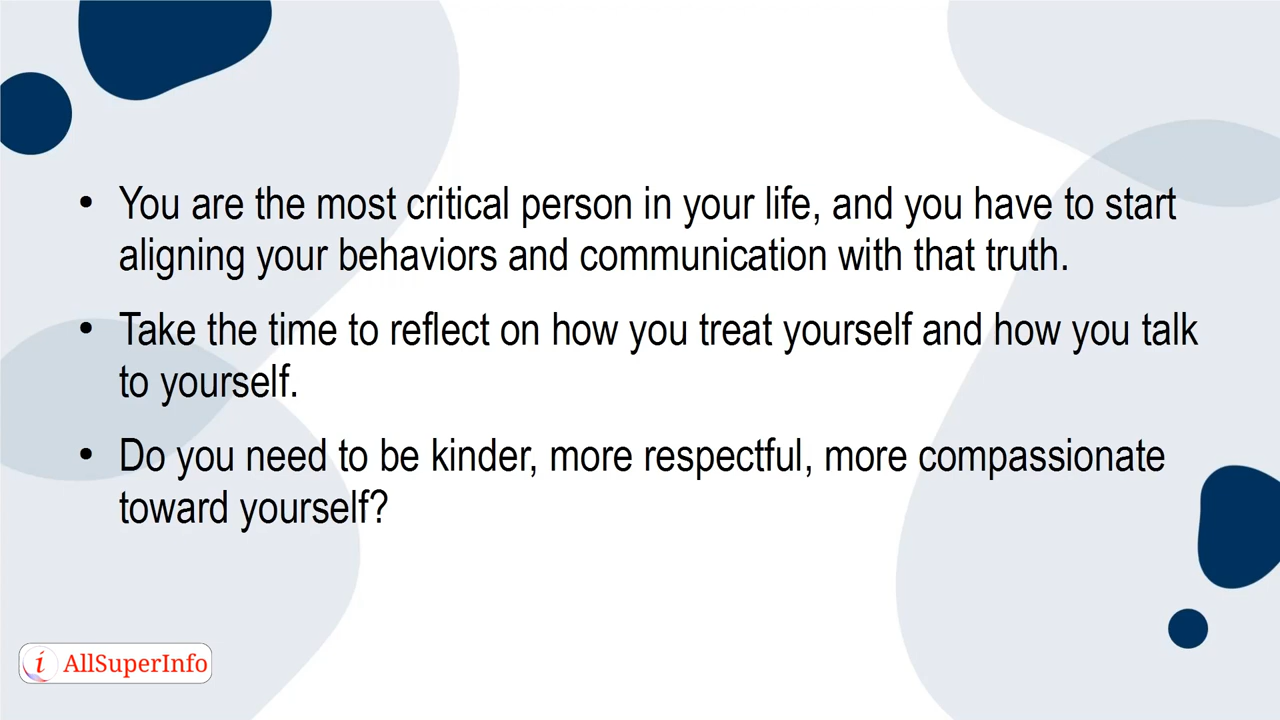 • You are the most critical person in your life, and you have to start
aligning your behaviors and communication with that truth.
• Take the time to reflect on how you treat yourself and how you talk
to yourself.
• Do you need to be kinder, more respectful, more compassionate
toward yourself?
i AllSuperInfo